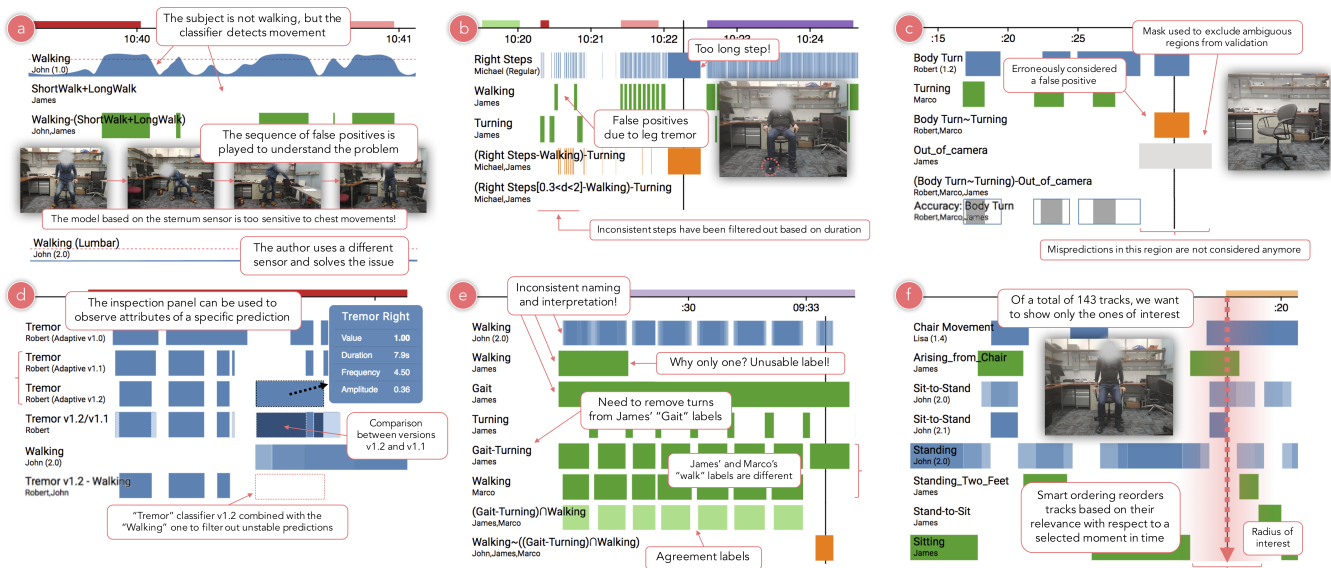 a
The subject is not walking, but the
classifier detects movement
10:40
10:41
Walking
John (1.0)
ShortWalk+LongWalk
James
Walking-(ShortWalk+LongWalk)
John,James
The sequence of false positives is
played to understand the problem
The model based on the sternum sensor is too sensitive to chest movements!
Walking (Lumbar)
John (2.0)
The author uses a different
sensor and solves the issue
b
10:20
10:21
10:22
10:23
10:24
Too long step!
Right Steps
Michael (Regular)
Walking
James
False positives
due to leg tremor
Turning
James
(Right Steps-Walking)-Turning
Michael,James
(Right Steps[0.3<d<2]-Walking)-Turning
Michael,James
Inconsistent steps have been filtered out based on duration
c
:15
:20
:25
Mask used to exclude ambiguous
regions from validation
Body Turn
Robert (1.2)
Erroneously considered
a false positive
Turning
Marco
Body Turn~Turning
Robert,Marco
Out_of_camera
James
(Body Turn~Turning)-Out_of_camera
Robert,Marco,James
Accuracy: Body Turn
Robert,Marco,James
Mispredictions in this region are not considered anymore
d
The inspection panel can be used to
observe attributes of a specific prediction
Tremor
Robert (Adaptive v1.0)
Tremor
Robert (Adaptive v1.1)
Tremor
Robert (Adaptive v1.2)
Tremor v1.2/v1.1
Robert
Walking
John (2.0)
Tremor v1.2 - Walking
Robert,John
Tremor Right
Value 1.00
Duration 7.9s
Frequency 4.50
Amplitude 0.36
Comparison
between versions
v1.2 and v1.1
"Tremor" classifier v1.2 combined with the
"Walking" one to filter out unstable predictions
e
Inconsistent naming
and interpretation!
:30
09:33
Walking
John (2.0)
Walking
James
Why only one? Unusable label!
Gait
James
Need to remove turns
from James' "Gait" labels
Turning
James
Gait-Turning
James
James' and Marco's
"walk" labels are different
Walking
Marco
(Gait-Turning)∩Walking
James,Marco
Walking~((Gait-Turning)∩Walking)
John,James,Marco
Agreement labels
f
Of a total of 143 tracks, we want
to show only the ones of interest
:20
Chair Movement
Lisa (1.4)
Arising_from_Chair
James
Sit-to-Stand
John (2.0)
Sit-to-Stand
John (2.1)
Standing
John (2.0)
Standing_Two_Feet
James
Stand-to-Sit
James
Sitting
James
Smart ordering reorders
tracks based on their
relevance with respect to a
selected moment in time
Radius of
interest